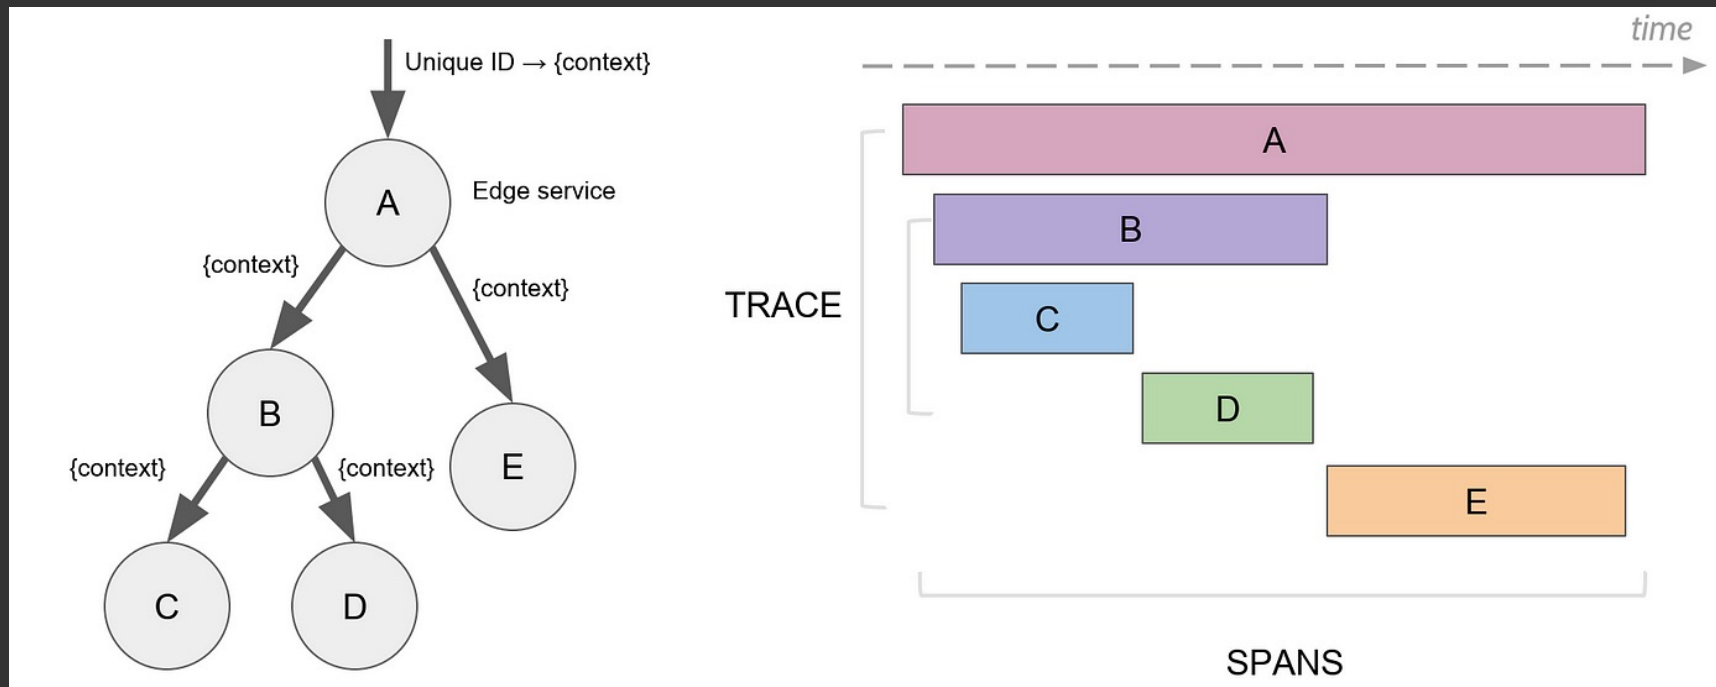 Unique ID → {context}
A
Edge service
{context}
{context}
B
E
{context}
{context}
C
D
time
A
B
TRACE
C
D
E
SPANS